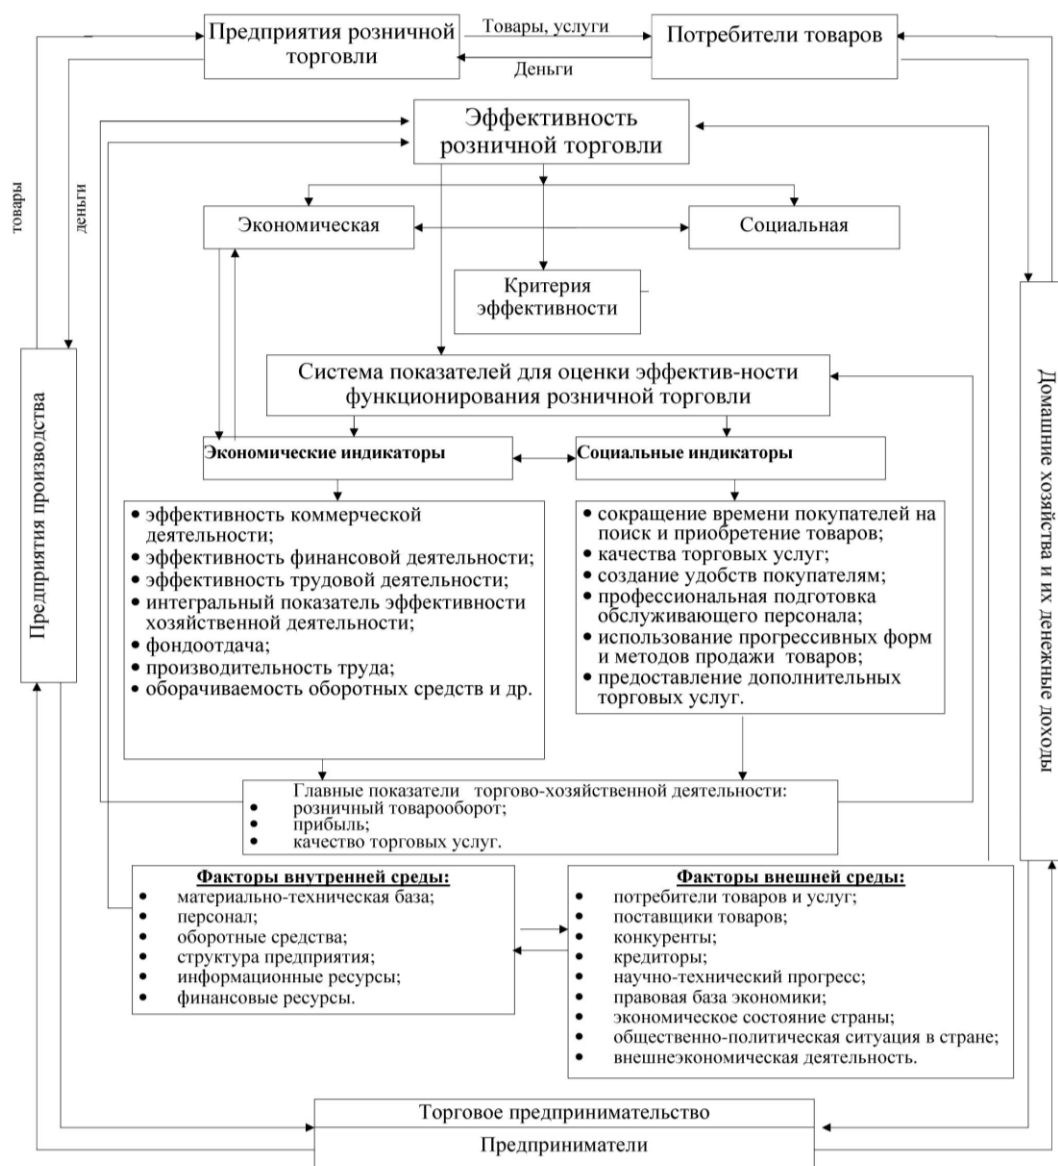 Предприятия розничной
торговли
Товары, услуги
Деньги
Потребители товаров
Эффективность
розничной торговли
товары
деньги
Экономическая
Социальная
Критерия
эффективности
Система показателей для оценки эффектив-ности
функционирования розничной торговли
Предприятия производства
Домашние хозяйства и их денежные доходы
Экономические индикаторы
Социальные индикаторы
• эффективность коммерческой
деятельности;
• эффективность финансовой деятельности;
• эффективность трудовой деятельности;
• интегральный показатель эффективности
хозяйственной деятельности;
• фондоотдача;
• производительность труда;
• оборачиваемость оборотных средств и др.
• сокращение времени покупателей на
поиск и приобретение товаров;
• качества торговых услуг;
• создание удобств покупателям;
• профессиональная подготовка
обслуживающего персонала;
• использование прогрессивных форм
и методов продажи товаров;
• предоставление дополнительных
торговых услуг.
Главные показатели торгово-хозяйственной деятельности:
• розничный товарооборот;
• прибыль;
• качество торговых услуг.
Факторы внутренней среды:
• материально-техническая база;
• персонал;
• оборотные средства;
• структура предприятия;
• информационные ресурсы;
• финансовые ресурсы.
Факторы внешней среды:
• потребители товаров и услуг;
• поставщики товаров;
• конкуренты;
• кредиторы;
• научно-технический прогресс;
• правовая база экономики;
• экономическое состояние страны;
• общественно-политическая ситуация в стране;
• внешнеэкономическая деятельность.
Торговое предпринимательство
Предприниматели